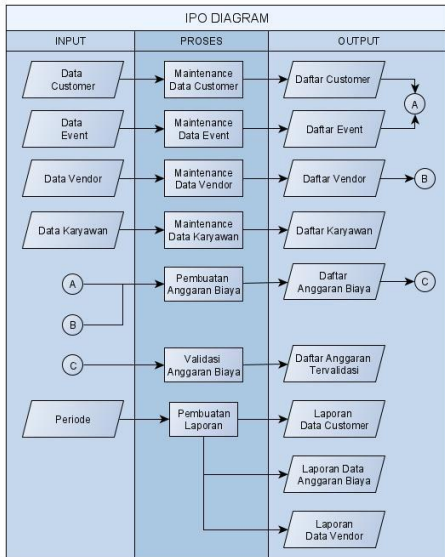 IPO DIAGRAM
INPUT
PROSES
OUTPUT
Data
Customer
Maintenance
Data Customer
Daftar Customer
A
Data
Event
Maintenance
Data Event
Daftar Event
Data Vendor
Maintenance
Data Vendor
Daftar Vendor
B
Data Karyawan
Maintenance
Data Karyawan
Daftar Karyawan
A
B
Pembuatan
Anggaran Biaya
Daftar
Anggaran Biaya
C
C
Validasi
Anggaran Biaya
Daftar Anggaran
Tervalidasi
Periode
Pembuatan
Laporan
Laporan
Data Customer
Laporan Data
Anggaran Biaya
Laporan
Data Vendor